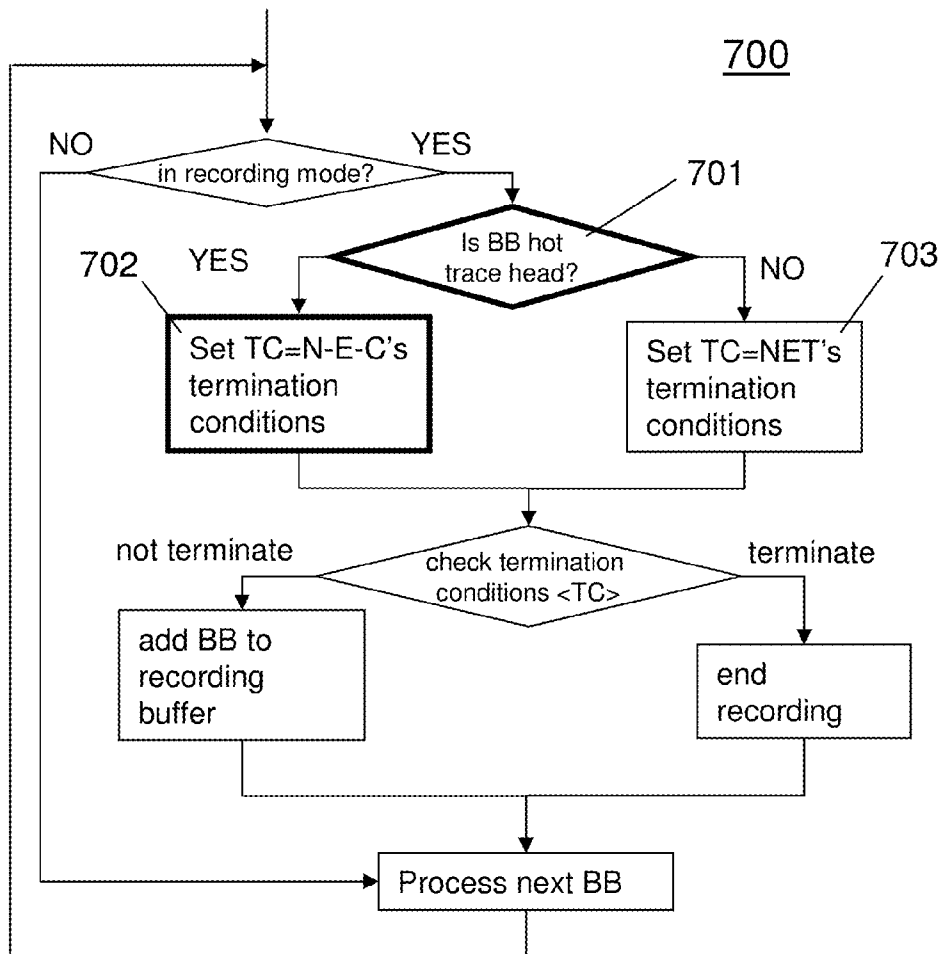 700
NO
YES
in recording mode?
701
Is BB hot
trace head?
YES
702
NO
703
Set TC=N-E-C's
termination
conditions
Set TC=NET's
termination
conditions
not terminate
check termination
conditions <TC>
terminate
add BB to
recording
buffer
end
recording
Process next BB